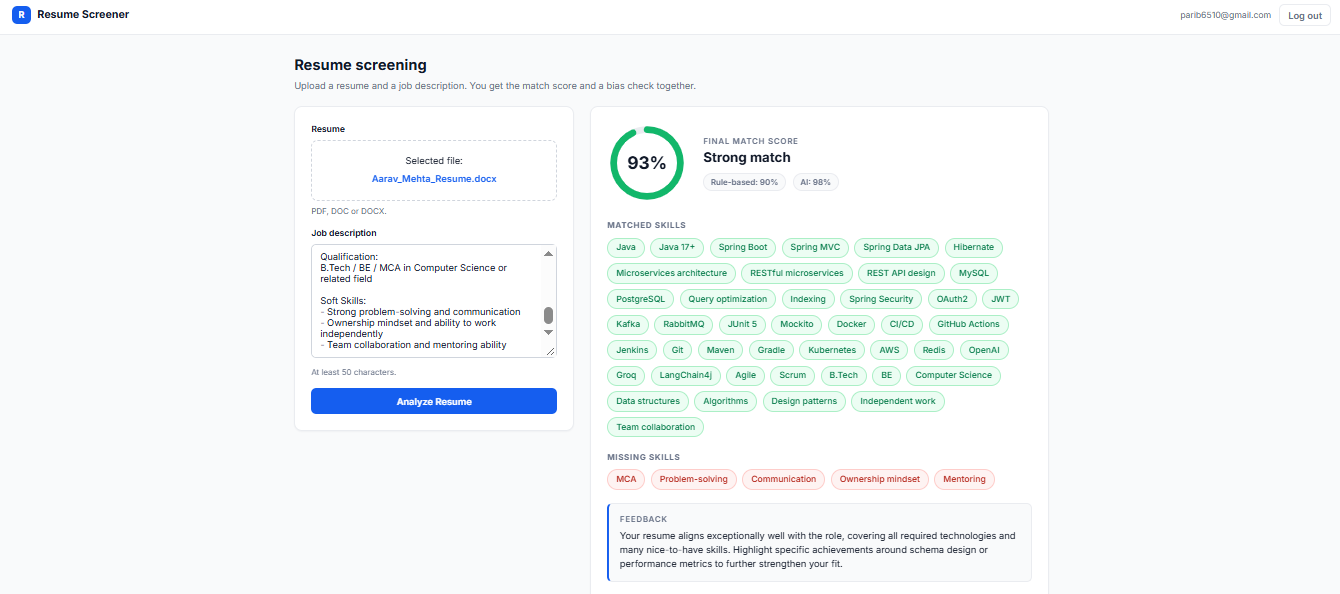 R Resume Screener
parib6510@gmail.com Log out
Resume screening
Upload a resume and a job description. You get the match score and a bias check together.
Resume
Selected file:
Aarav_Mehta_Resume.docx
PDF, DOC or DOCX.
Job description
Qualification:
B.Tech / BE / MCA in Computer Science or
related field
Soft Skills:
- Strong problem-solving and communication
- Ownership mindset and ability to work
independently
- Team collaboration and mentoring ability
At least 50 characters.
Analyze Resume
93%
FINAL MATCH SCORE
Strong match
Rule-based: 90% AI: 98%
MATCHED SKILLS
Java Java 17+ Spring Boot Spring MVC Spring Data JPA Hibernate
Microservices architecture RESTful microservices REST API design MySQL
PostgreSQL Query optimization Indexing Spring Security OAuth2 JWT
Kafka RabbitMQ JUnit 5 Mockito Docker CI/CD GitHub Actions
Jenkins Git Maven Gradle Kubernetes AWS Redis OpenAI
Groq LangChain4j Agile Scrum B.Tech BE Computer Science
Data structures Algorithms Design patterns Independent work
Team collaboration
MISSING SKILLS
MCA Problem-solving Communication Ownership mindset Mentoring
FEEDBACK
Your resume aligns exceptionally well with the role, covering all required technologies and
many nice-to-have skills. Highlight specific achievements around schema design or
performance metrics to further strengthen your fit.